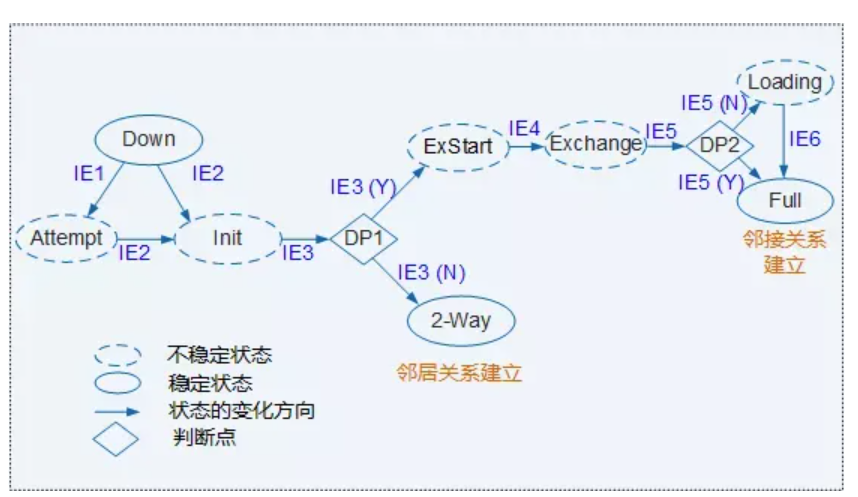 Loading
IE5 (N)
Down
IE4
IE6
ExStart
Exchange
IE5
DP2
IE1
IE2
IE3 (Y)
IE5 (Y)
Full
Attempt
IE2
Init
IE3
DP1
邻接关系
建立
IE3 (N)
2-Way
邻居关系建立
不稳定状态
稳定状态
状态的变化方向
判断点